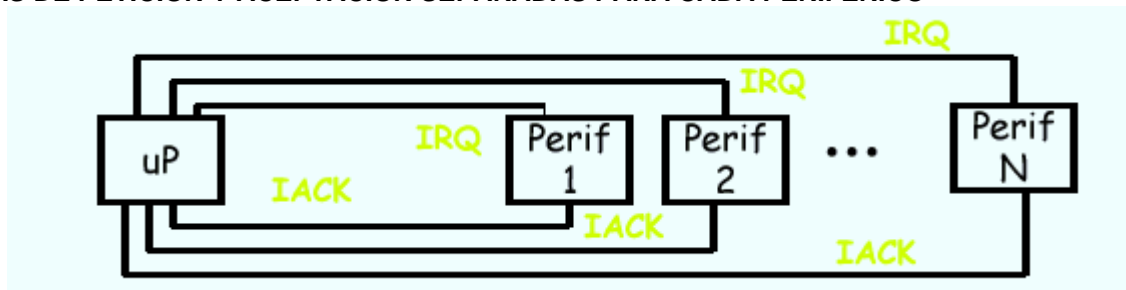 IRQ
IRQ
uP
IRQ
Perif
1
Perif
2
...
Perif
N
IACK
IACK
IACK